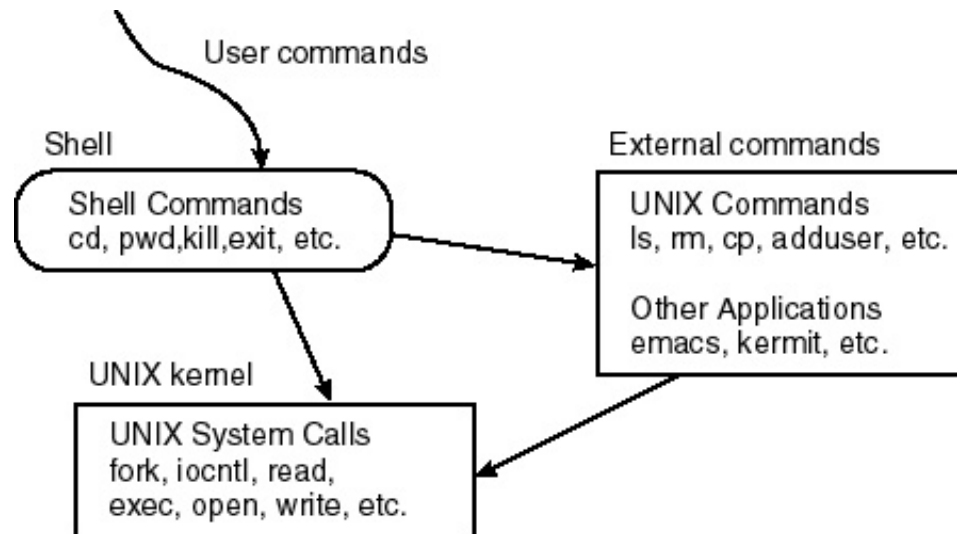 User commands
Shell
Shell Commands
cd, pwd,kill,exit, etc.
External commands
UNIX Commands
ls, rm, cp, adduser, etc.
Other Applications
emacs, kermit, etc.
UNIX kernel
UNIX System Calls
fork, iocntl, read,
exec, open, write, etc.